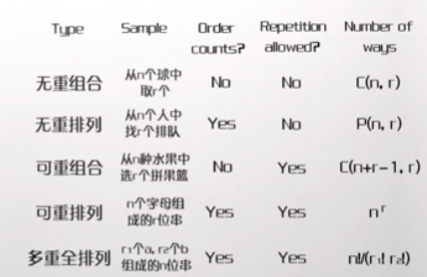 Type Sample Order Repetition Number of
counts? allowed? ways
无重组合 从n个球中 No No C(n, r)
取r个
无重排列 从n个人中 Yes No P(n, r)
找r个排队
可重组合 从n种水果中 No Yes C(n+r-1, r)
选r个拼果篮
可重排列 n个字母组 Yes Yes nʳ
成的r位串
多重全排列 r₁个a, r₂个b Yes Yes n!/(r₁! r₂!)
组成的n位串